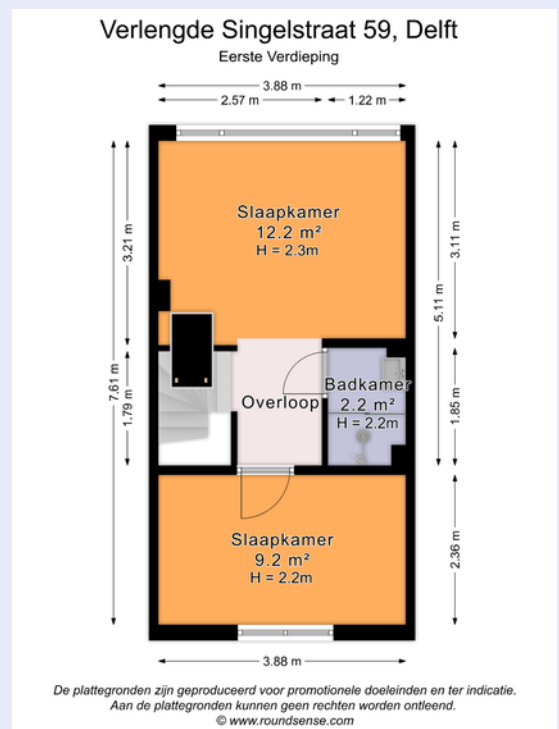 Verlengde Singelstraat 59, Delft
Eerste Verdieping
3.88 m
2.57 m
1.22 m
Slaapkamer
12.2 m²
H = 2.3m
3.21 m
3.11 m
5.11 m
7.61 m
1.79 m
Overloop
Badkamer
2.2 m²
H = 2.2m
1.85 m
Slaapkamer
9.2 m²
H = 2.2m
2.36 m
3.88 m
De plattegronden zijn geproduceerd voor promotionele doeleinden en ter indicatie.
Aan de plattegronden kunnen geen rechten worden ontleend.
© www.roundsense.com